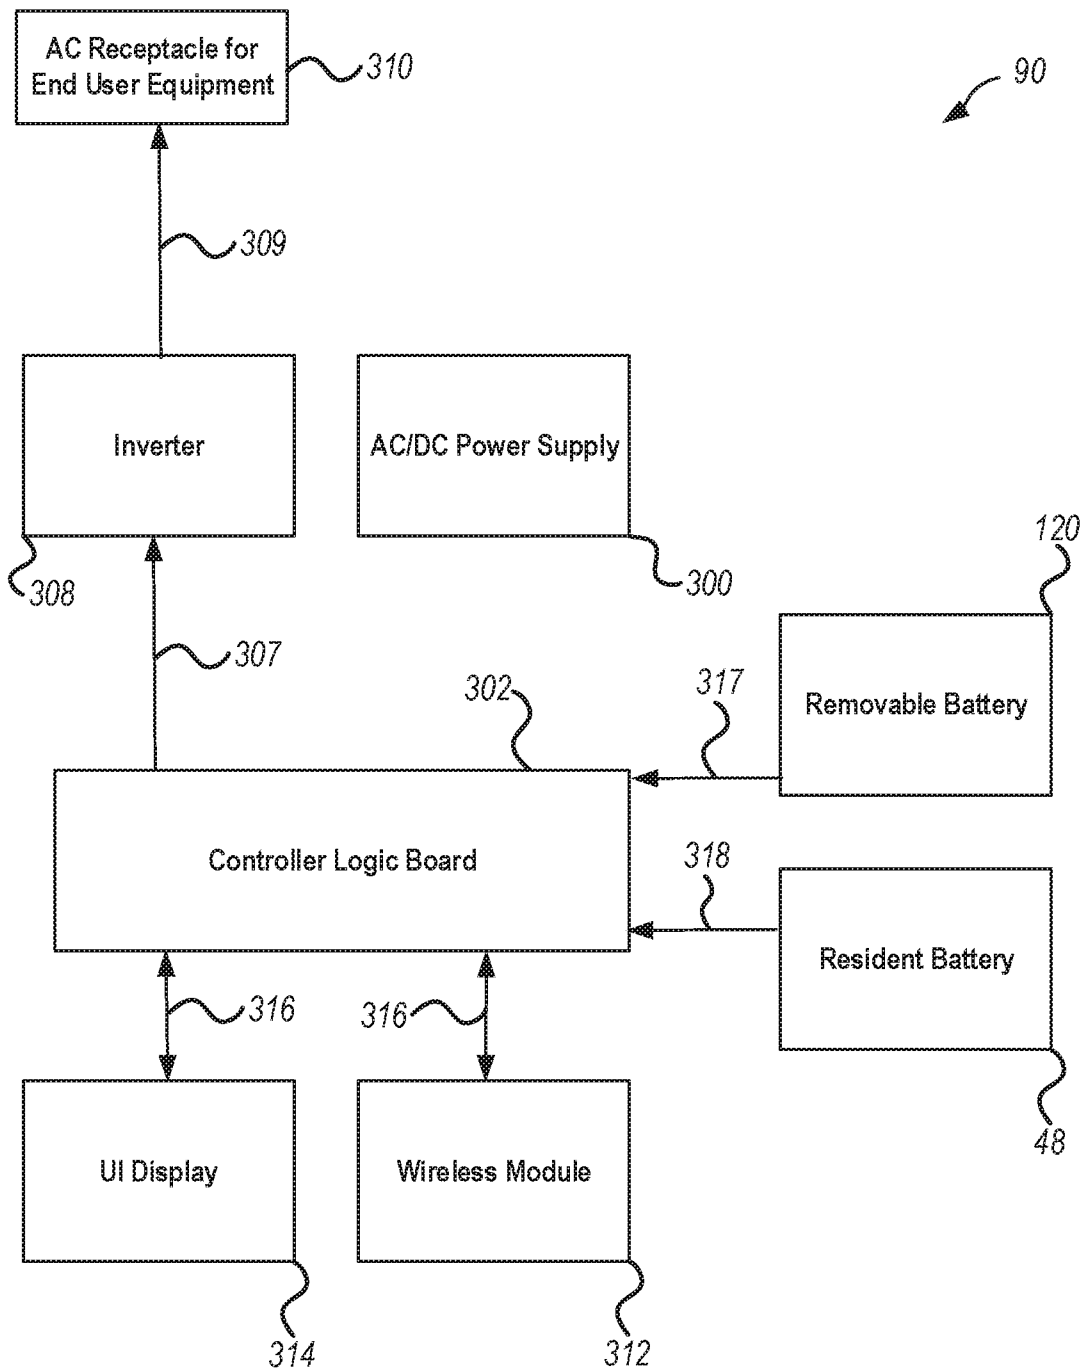 AC Receptacle for
End User Equipment
310
90
309
Inverter
AC/DC Power Supply
308
300
120
307
302
317
Removable Battery
Controller Logic Board
318
Resident Battery
316
316
48
UI Display
Wireless Module
314
312